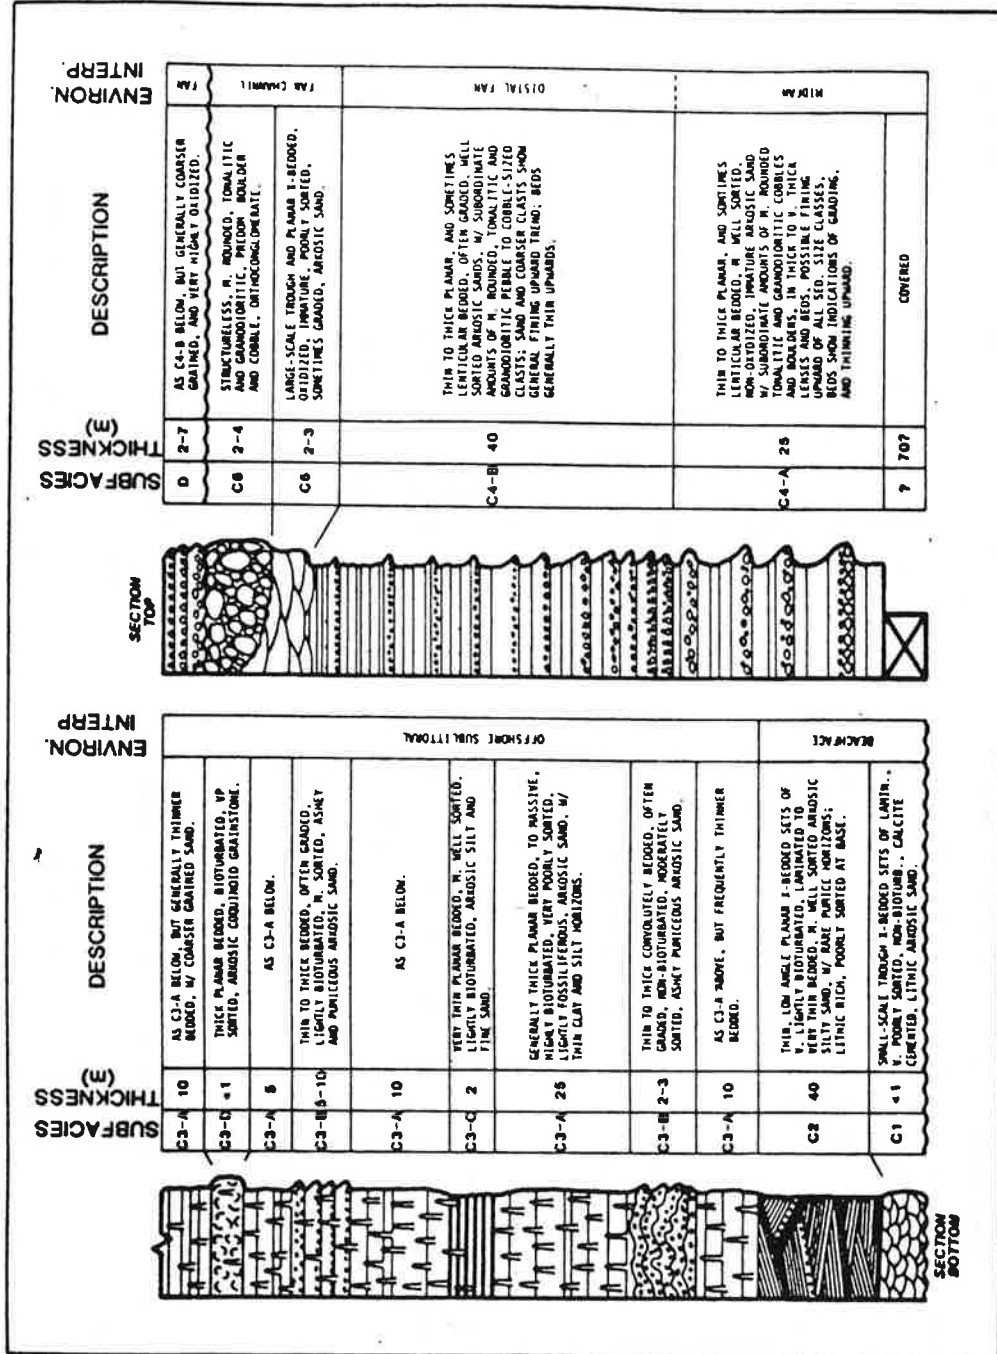 ENVIRON.
INTERP.
DESCRIPTION
THICKNESS
(m)
SUBFACIES
FAN
AS C4-B BELOW, BUT GENERALLY COARSER
GRAINED, AND VERY HIGHLY OXIDIZED.
2-7
D
FAN CHANNEL
STRUCTURELESS, M. ROUNDED, TONALITIC
AND GRANODIORITIC, PREDOM BOULDER
AND COBBLE, ORTHOCONGLOMERATE.
2-4
C6
LARGE-SCALE TROUGH AND PLANAR X-BEDDED,
OXIDIZED, IMMATURE, POORLY SORTED,
SOMETIMES GRADED, ARKOSIC SAND.
2-3
C5
DISTAL FAN
THIN TO THICK PLANAR, AND SOMETIMES
LENTICULAR BEDDED, OFTEN GRADED, WELL
SORTED ARKOSIC SANDS, W/ SUBORDINATE
AMOUNTS OF M. ROUNDED, TONALITIC AND
GRANODIORITIC PEBBLE TO COBBLE-SIZED
CLASTS; SAND AND COARSER CLASTS SHOW
GENERAL FINING UPWARD TREND; BEDS
GENERALLY THIN UPWARDS.
40
C4-B
MIDFAN
THIN TO THICK PLANAR, AND SOMTIMES
LENTICULAR BEDDED, M. WELL SORTED,
NON-OXYDIZED, IMMATURE ARKOSIC SAND
W/ SUBORDINATE AMOUNTS OF M. ROUNDED
TONALITIC AND GRANODIORITIC COBBLES
AND BOULDERS, IN THICK TO V. THICK
LENSES AND BEDS, POSSIBLE FINING
UPWARD OF ALL SED. SIZE CLASSES,
BEDS SHOW INDICATIONS OF GRADING,
AND THINNING UPWARD.
25
C4-A
COVERED
70?
?
SECTION
TOP
ENVIRON.
INTERP
DESCRIPTION
THICKNESS
(m)
SUBFACIES
OFFSHORE SUBLITTORAL
AS C3-A BELOW, BUT GENERALLY THINNER
BEDDED, W/ COARSER GRAINED SAND.
10
C3-A
THICK PLANAR BEDDED, BIOTURBATED, VP
SORTED, ARKOSIC COQUINOID GRAINSTONE.
<1
C3-D
AS C3-A BELOW.
5
C3-A
THIN TO THICK BEDDED, OFTEN GRADED,
LIGHTLY BIOTURBATED, M. SORTED, ASHEY
AND PUMICEOUS ARKOSIC SAND.
5-10
C3-B
AS C3-A BELOW.
10
C3-A
VERY THIN PLANAR BEDDED, M. WELL SORTED,
LIGHTLY BIOTURBATED, ARKOSIC SILT AND
FINE SAND.
2
C3-C
GENERALLY THICK PLANAR BEDDED, TO MASSIVE,
HIGHLY BIOTURBATED, VERY POORLY SORTED,
LIGHTLY FOSSILIFEROUS, ARKOSIC SAND, W/
THIN CLAY AND SILT HORIZONS.
25
C3-A
THIN TO THICK CONVOLUTELY BEDDED, OFTEN
GRADED, NON-BIOTURBATED, MODERATELY
SORTED, ASHEY PUMICEOUS ARKOSIC SAND.
2-3
C3-B
AS C3-A ABOVE, BUT FREQUENTLY THINNER
BEDDED.
10
C3-A
BEACHFACE
THIN, LOW ANGLE PLANAR X-BEDDED SETS OF
V. LIGHTLY BIOTURBATED, LAMINATED TO
VERY THIN BEDDED, M. WELL SORTED ARKOSIC
SILTY SAND, W/ RARE PUMICE HORIZONS;
LITHIC RICH, POORLY SORTED AT BASE.
40
C2
SMALL-SCALE TROUGH X-BEDDED SETS OF LAMIN.,
V. POORLY SORTED, NON-BIOTURB., CALCITE
CEMENTED, LITHIC ARKOSIC SAND.
<1
C1
SECTION
BOTTOM